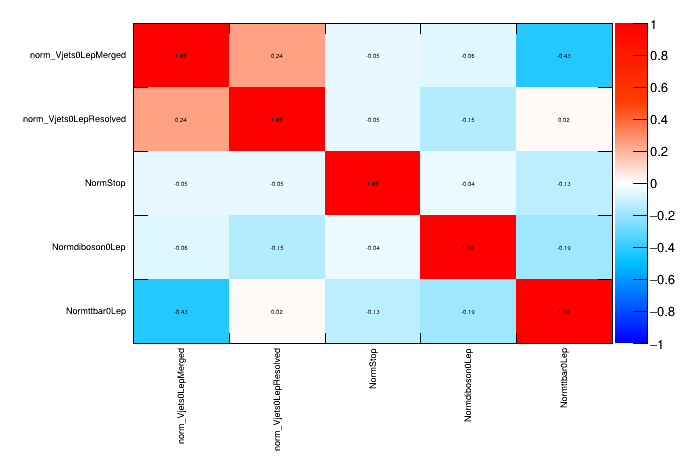 norm_Vjets0LepMerged 1.00 0.24 -0.05 -0.06 -0.43
norm_Vjets0LepResolved 0.24 1.00 -0.05 -0.15 0.02
NormStop -0.05 -0.05 1.00 -0.04 -0.13
Normdiboson0Lep -0.06 -0.15 -0.04 1.00 -0.19
Normttbar0Lep -0.43 0.02 -0.13 -0.19 1.00
norm_Vjets0LepMerged
norm_Vjets0LepResolved
NormStop
Normdiboson0Lep
Normttbar0Lep
1
0.8
0.6
0.4
0.2
0
−0.2
−0.4
−0.6
−0.8
−1